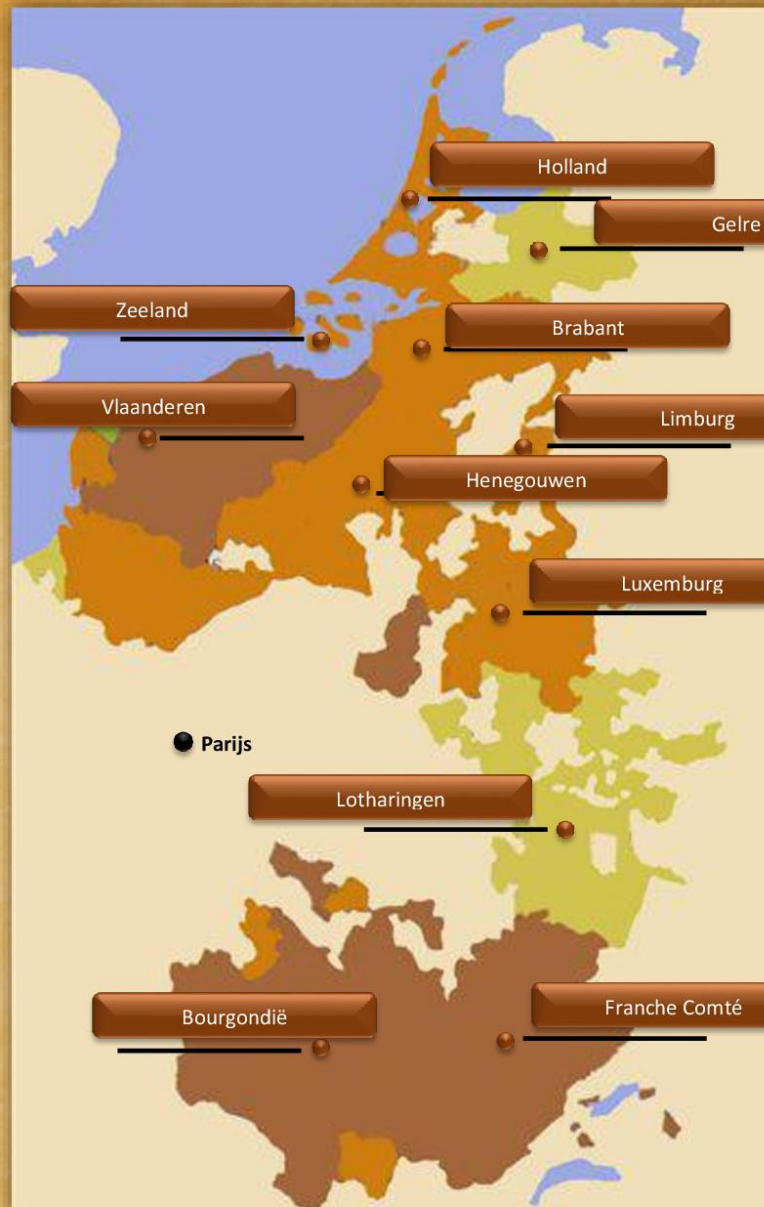 Holland
Gelre
Zeeland
Brabant
Vlaanderen
Limburg
Henegouwen
Luxemburg
Parijs
Lotharingen
Bourgondië
Franche Comté